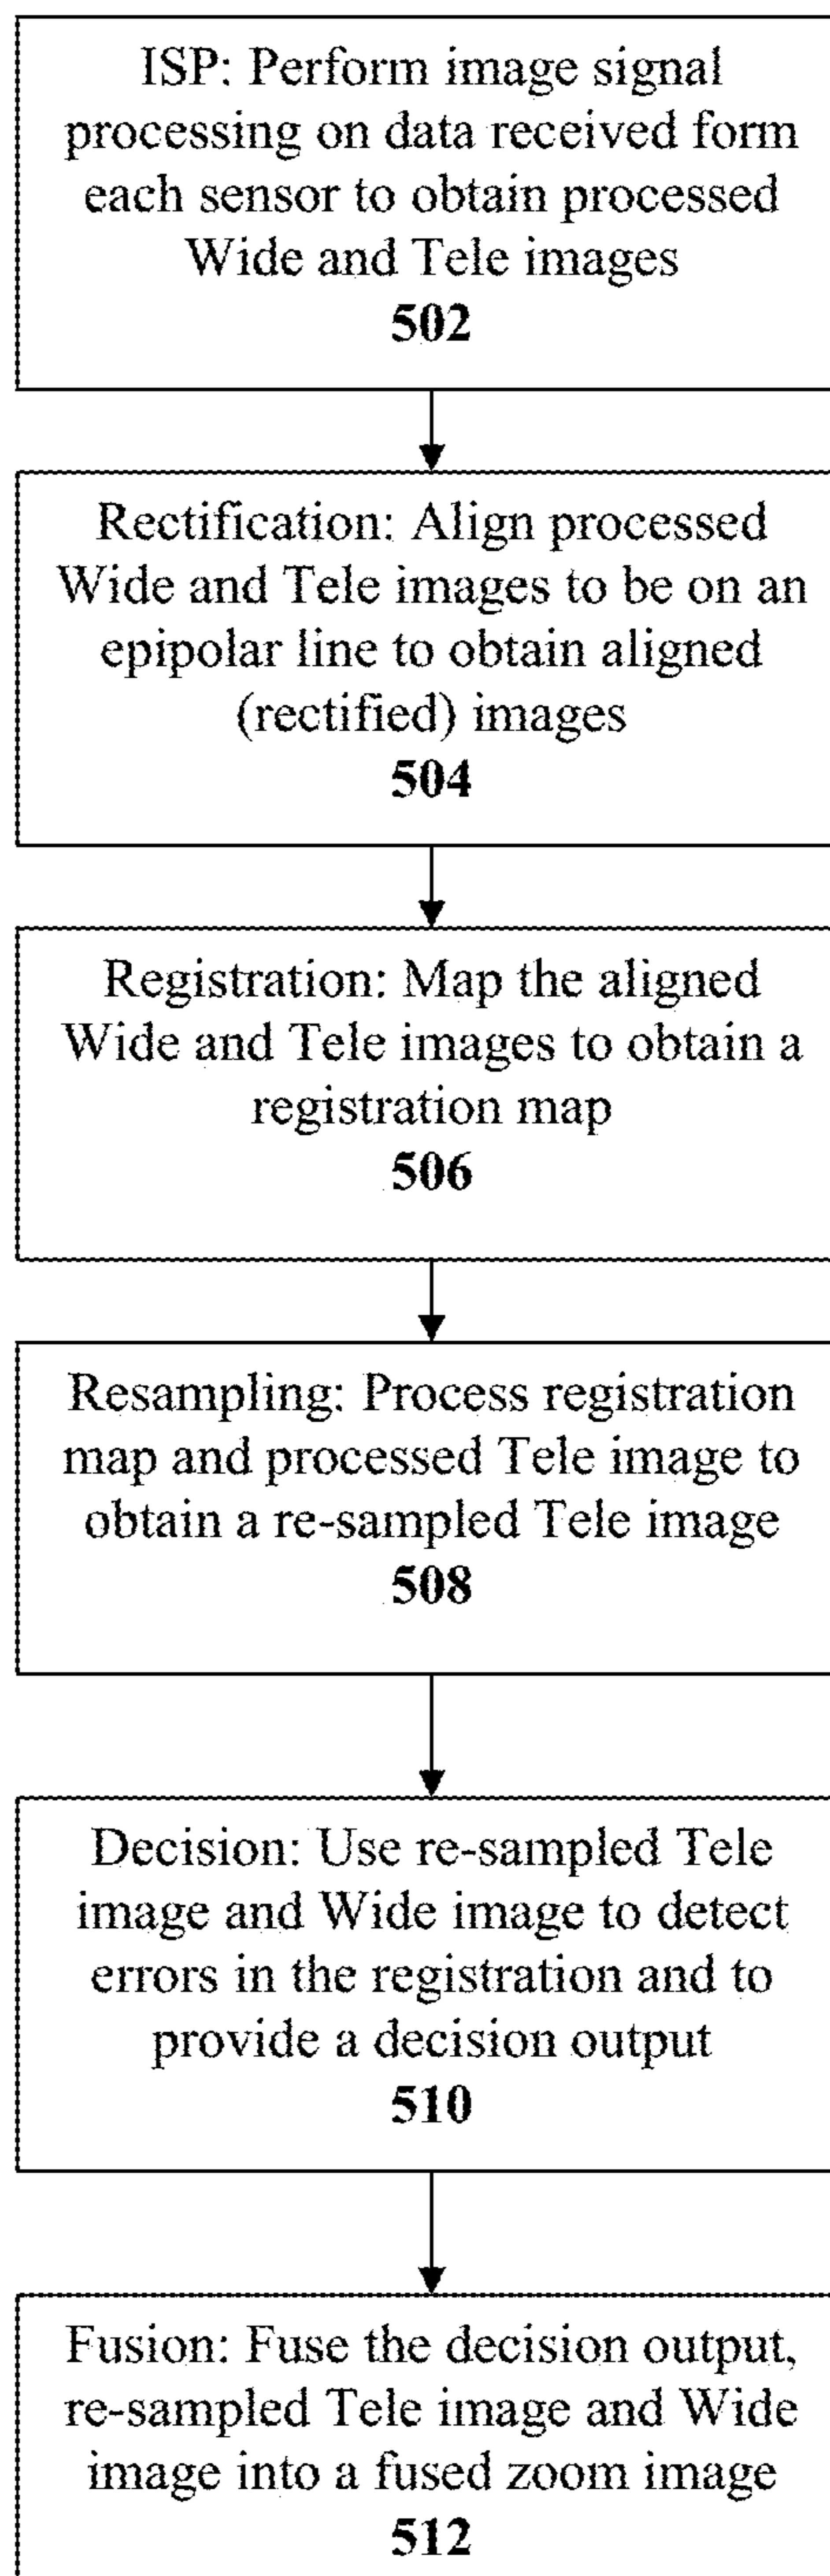 ISP: Perform image signal
processing on data received form
each sensor to obtain processed
Wide and Tele images
502
Rectification: Align processed
Wide and Tele images to be on an
epipolar line to obtain aligned
(rectified) images
504
Registration: Map the aligned
Wide and Tele images to obtain a
registration map
506
Resampling: Process registration
map and processed Tele image to
obtain a re-sampled Tele image
508
Decision: Use re-sampled Tele
image and Wide image to detect
errors in the registration and to
provide a decision output
510
Fusion: Fuse the decision output,
re-sampled Tele image and Wide
image into a fused zoom image
512